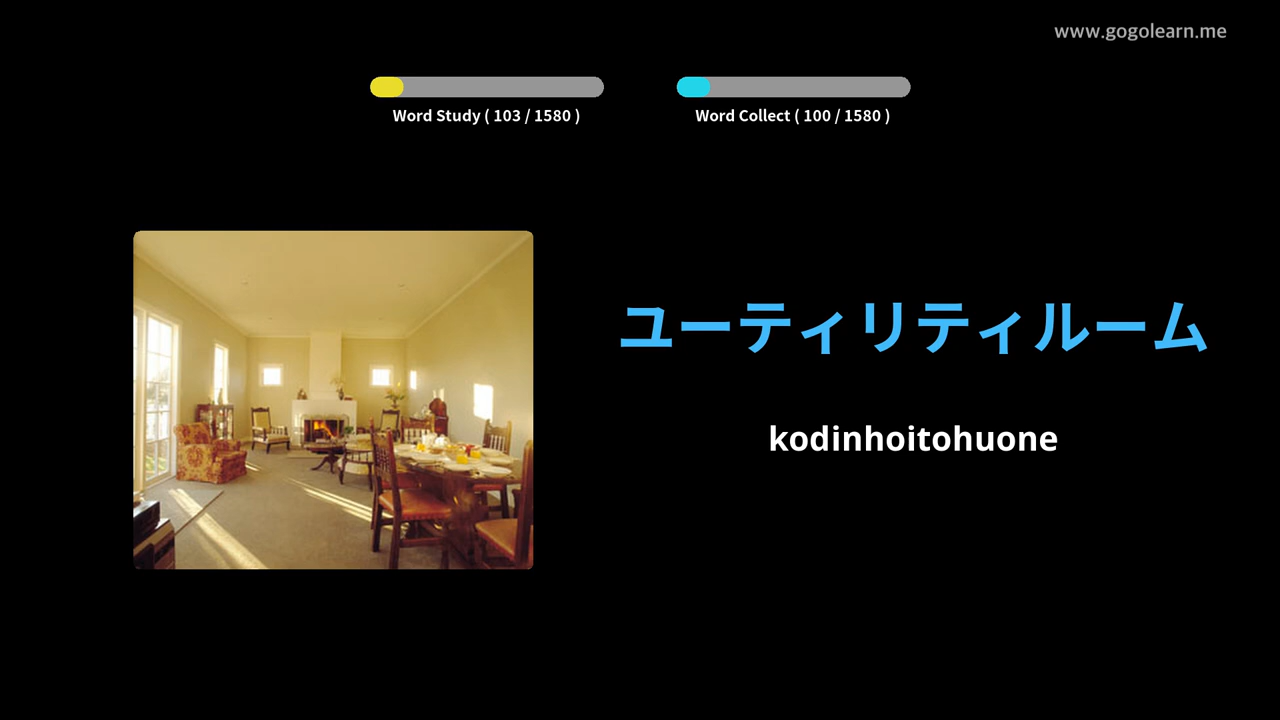 www.gogolearn.me
Word Study ( 103 / 1580 )
Word Collect ( 100 / 1580 )
ユーティリティルーム
kodinhoitohuone